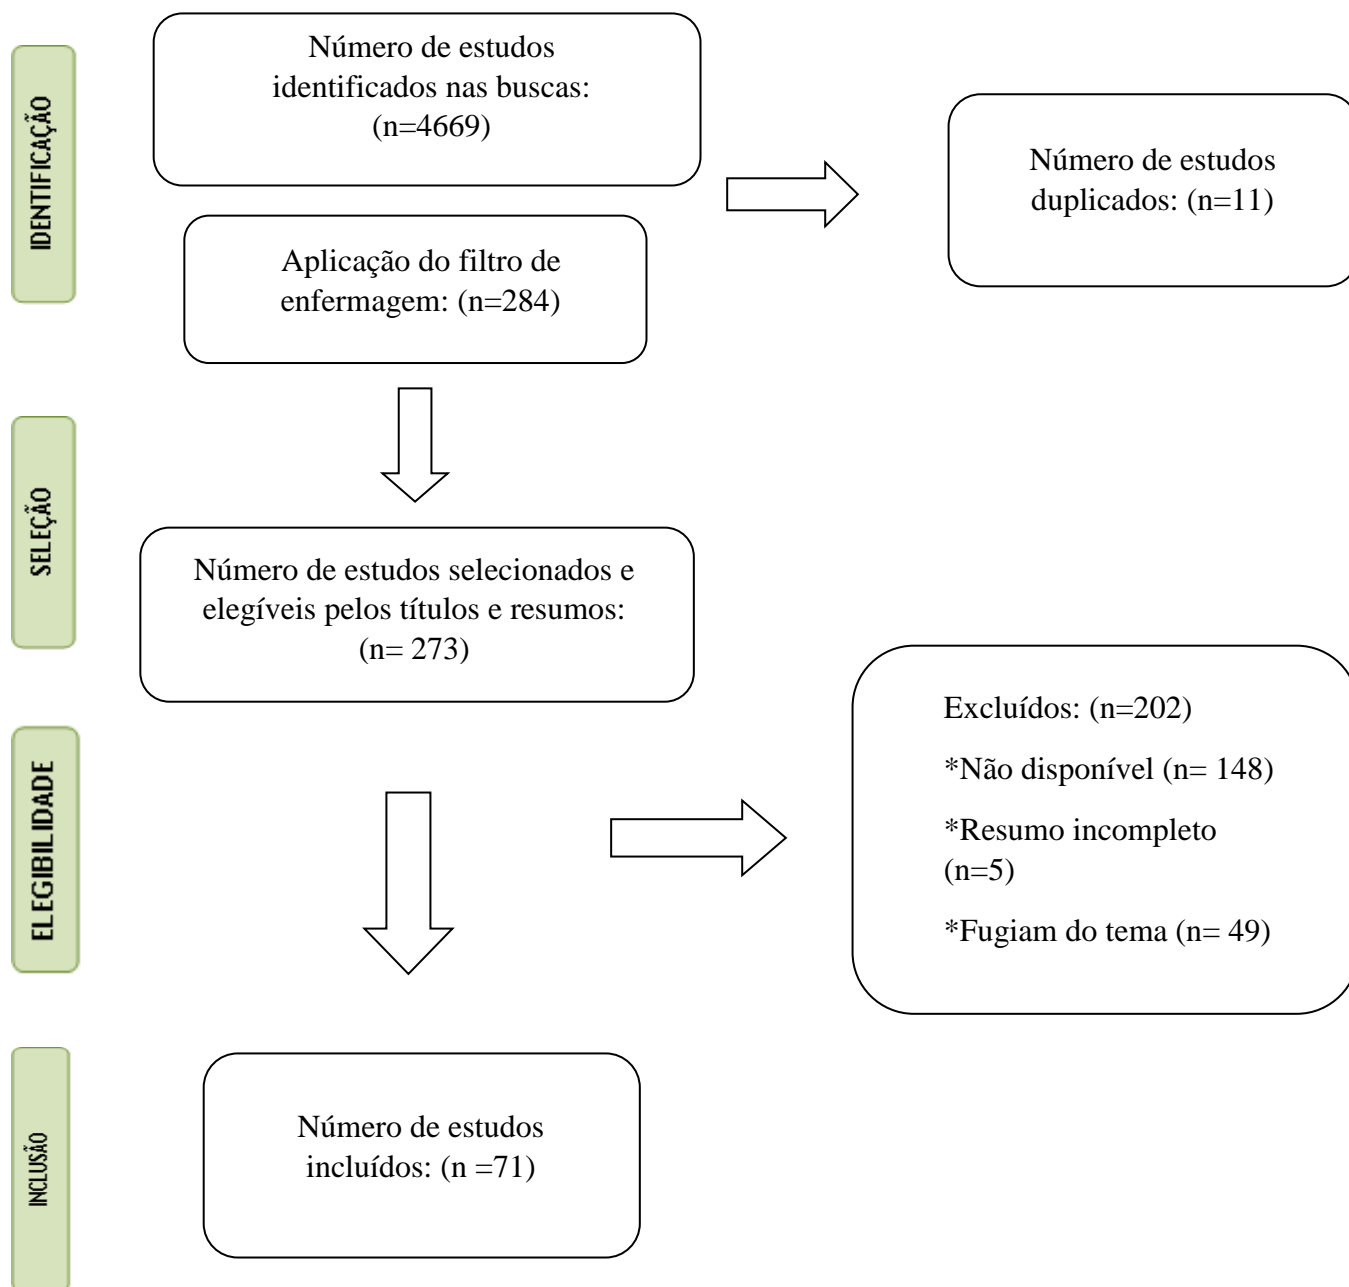 IDENTIFICAÇÃO
Número de estudos
identificados nas buscas:
(n=4669)
Número de estudos
duplicados: (n=11)
Aplicação do filtro de
enfermagem: (n=284)
SELEÇÃO
Número de estudos selecionados e
elegíveis pelos títulos e resumos:
(n= 273)
ELEGIBILIDADE
Excluídos: (n=202)
*Não disponível (n= 148)
*Resumo incompleto
(n=5)
*Fugiam do tema (n= 49)
INCLUSÃO
Número de estudos
incluídos: (n =71)